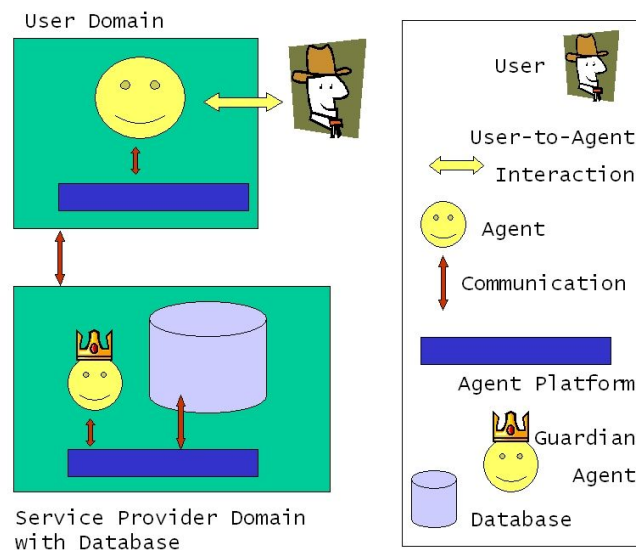 User Domain
User
User-to-Agent
Interaction
Agent
Communication
Agent Platform
Guardian
Agent
Database
Service Provider Domain
with Database